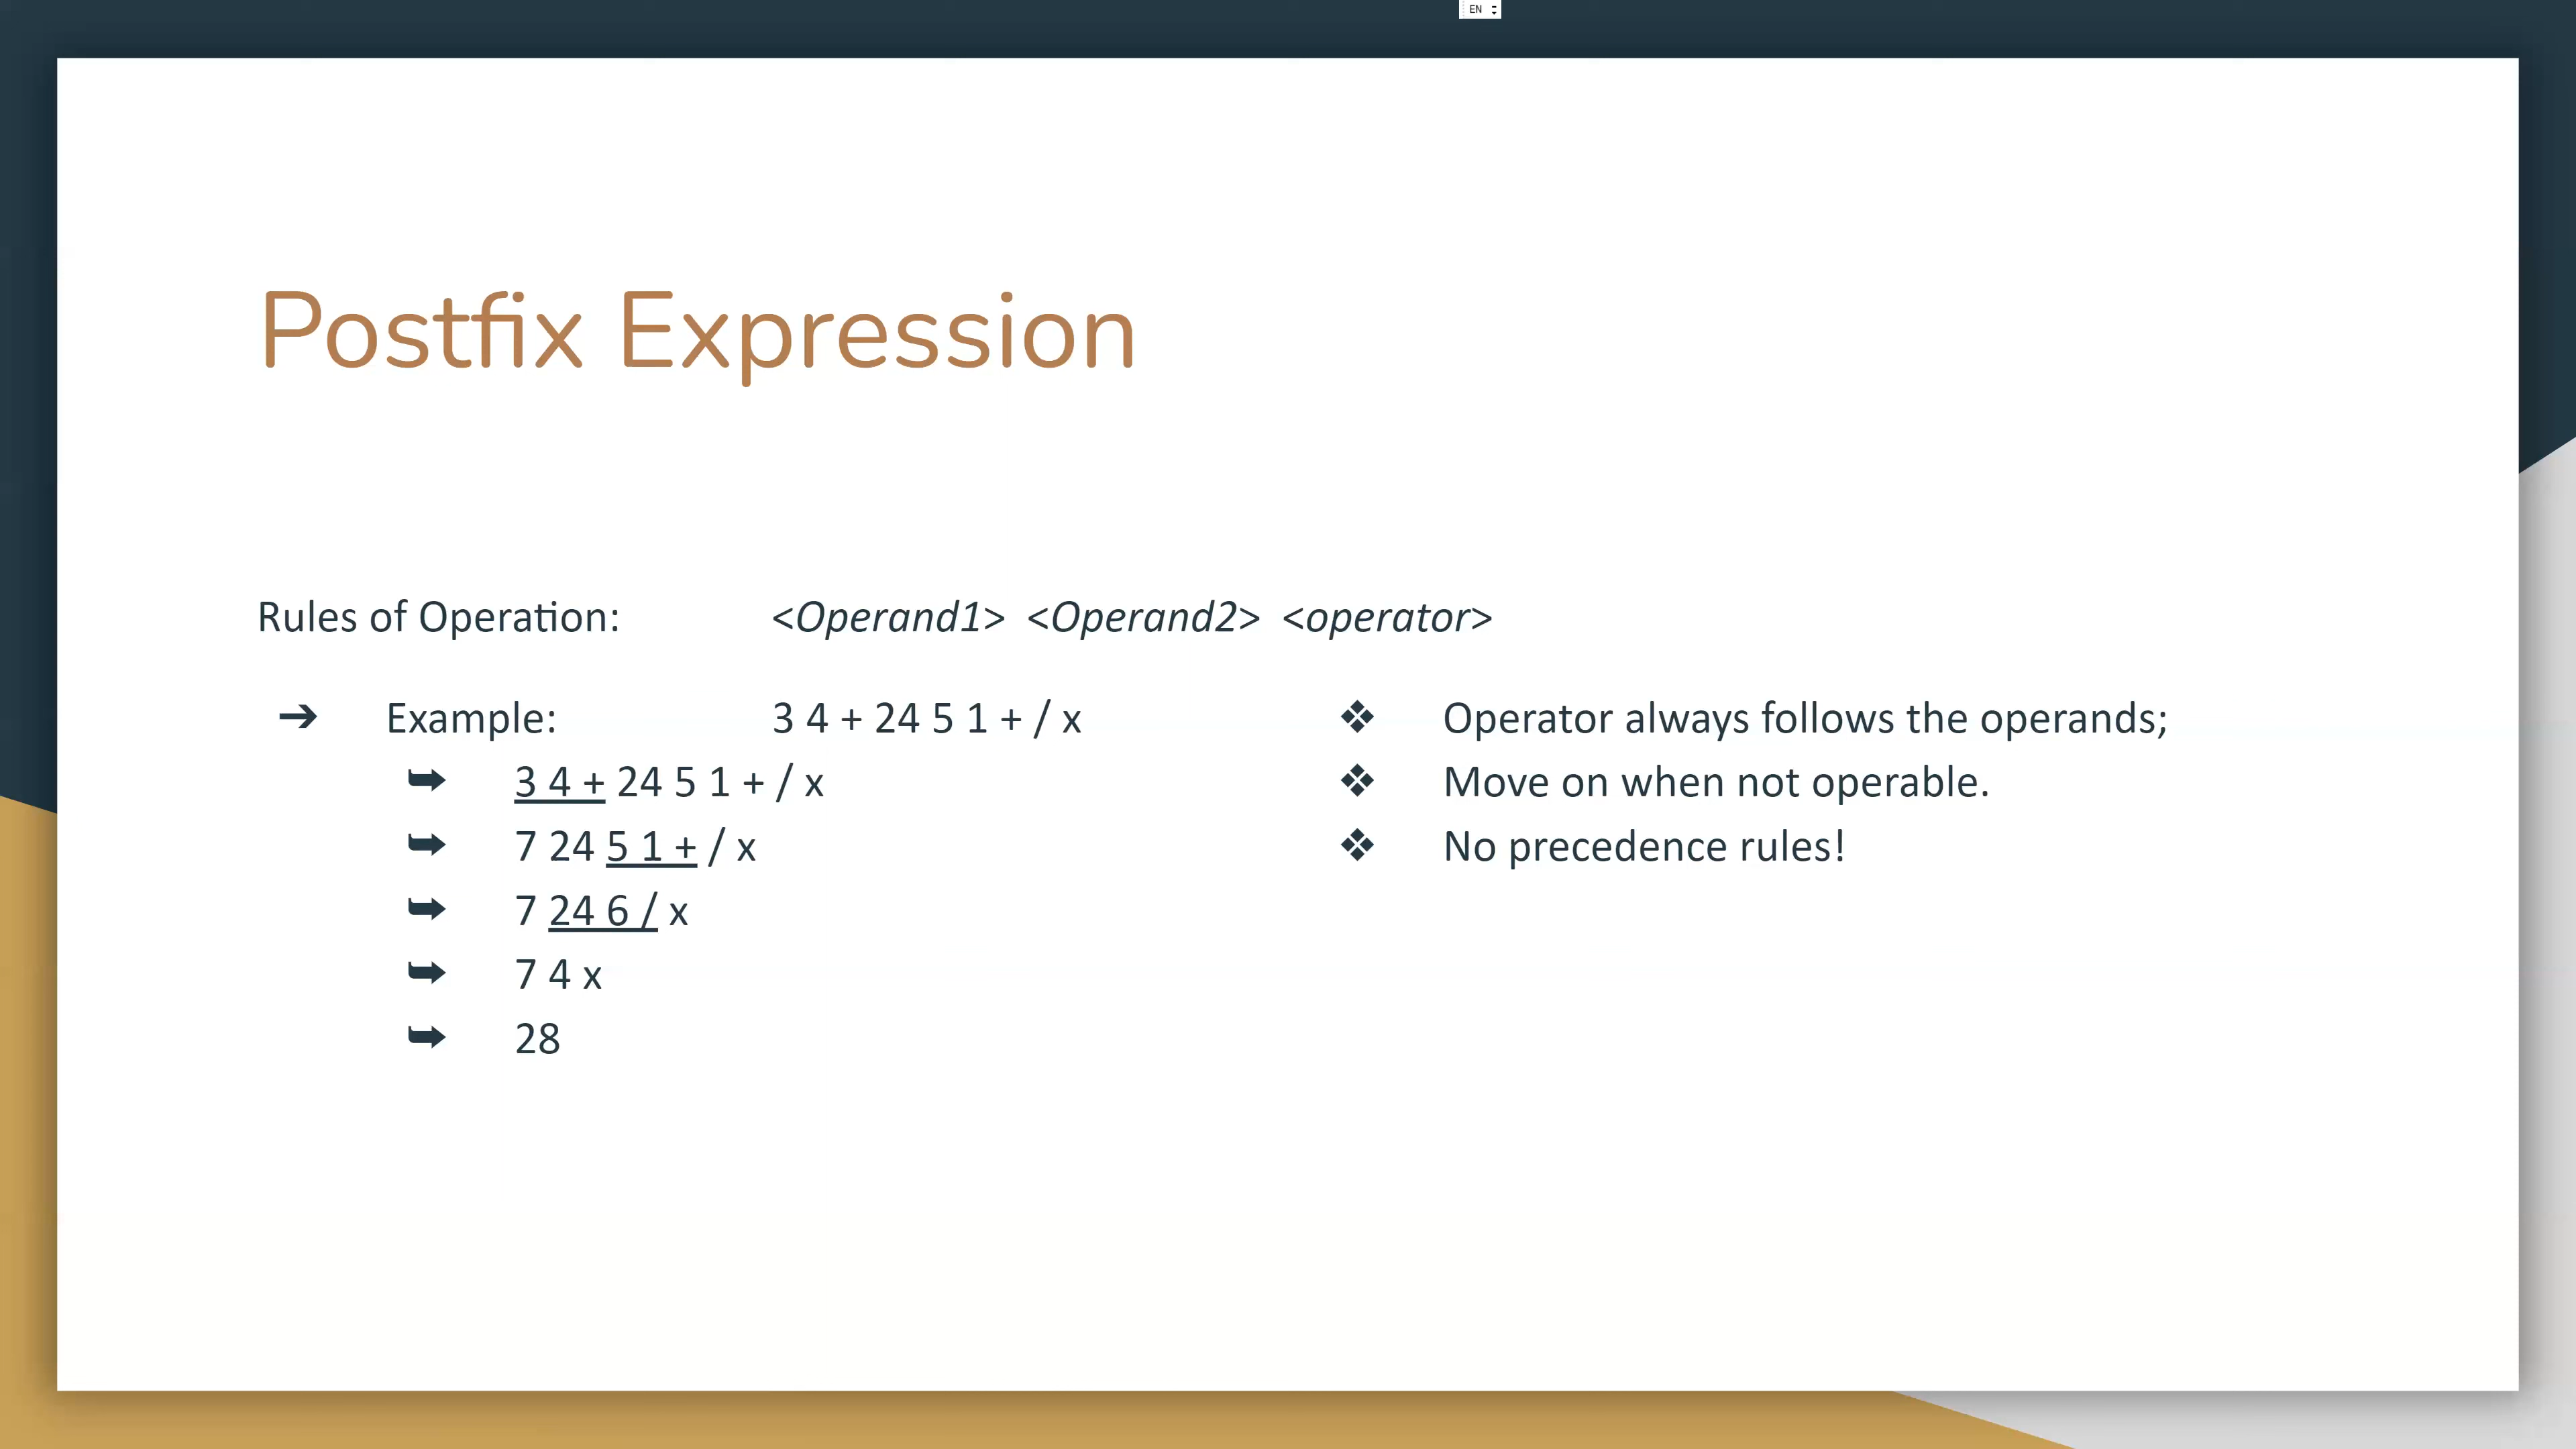 EN
Postfix Expression
Rules of Operation: <Operand1> <Operand2> <operator>
➔ Example: 3 4 + 24 5 1 + / x
➥ 3 4 + 24 5 1 + / x
➥ 7 24 5 1 + / x
➥ 7 24 6 / x
➥ 7 4 x
➥ 28
❖ Operator always follows the operands;
❖ Move on when not operable.
❖ No precedence rules!